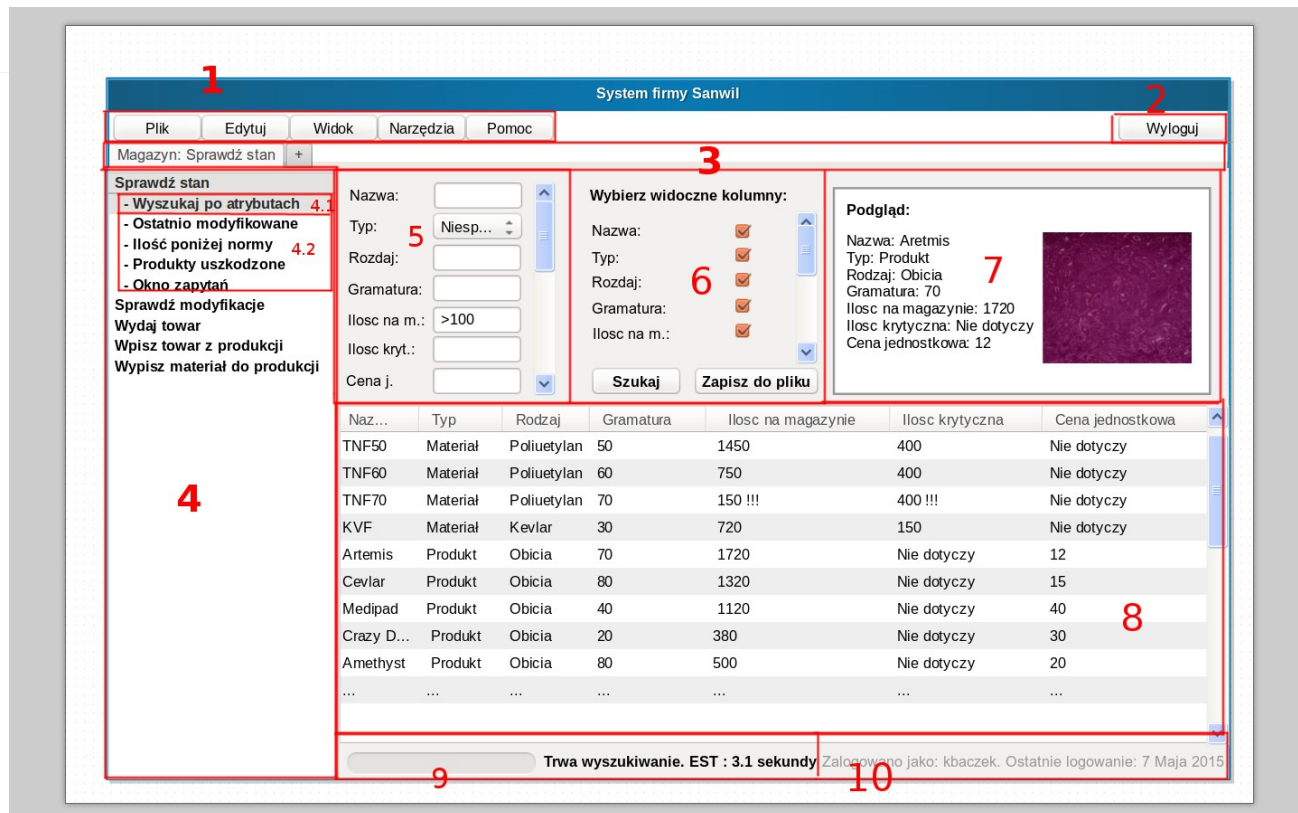 1
System firmy Sanwil
2
Plik Edytuj Widok Narzędzia Pomoc Wyloguj
Magazyn: Sprawdź stan +
3
Sprawdź stan
- Wyszukaj po atrybutach 4.1
- Ostatnio modyfikowane
- Ilość poniżej normy 4.2
- Produkty uszkodzone
- Okno zapytań
Sprawdź modyfikacje
Wydaj towar
Wpisz towar z produkcji
Wypisz materiał do produkcji
4
Nazwa:
Typ: Niesp...
5
Rozdaj:
Gramatura:
Ilosc na m.: >100
Ilosc kryt.:
Cena j.
Wybierz widoczne kolumny:
Nazwa:
Typ:
Rozdaj:
6
Gramatura:
Ilosc na m.:
Szukaj Zapisz do pliku
Podgląd:
Nazwa: Aretmis
Typ: Produkt
7
Rodzaj: Obicia
Gramatura: 70
Ilosc na magazynie: 1720
Ilosc krytyczna: Nie dotyczy
Cena jednostkowa: 12
Naz... Typ Rodzaj Gramatura Ilosc na magazynie Ilosc krytyczna Cena jednostkowa
TNF50 Materiał Poliuetylan 50 1450 400 Nie dotyczy
TNF60 Materiał Poliuetylan 60 750 400 Nie dotyczy
TNF70 Materiał Poliuetylan 70 150 !!! 400 !!! Nie dotyczy
KVF Materiał Kevlar 30 720 150 Nie dotyczy
Artemis Produkt Obicia 70 1720 Nie dotyczy 12
Cevlar Produkt Obicia 80 1320 Nie dotyczy 15
Medipad Produkt Obicia 40 1120 Nie dotyczy 40
8
Crazy D... Produkt Obicia 20 380 Nie dotyczy 30
Amethyst Produkt Obicia 80 500 Nie dotyczy 20
... ... ... ... ... ... ...
Trwa wyszukiwanie. EST : 3.1 sekundy Zalogowano jako: kbaczek. Ostatnie logowanie: 7 Maja 2015
9 10